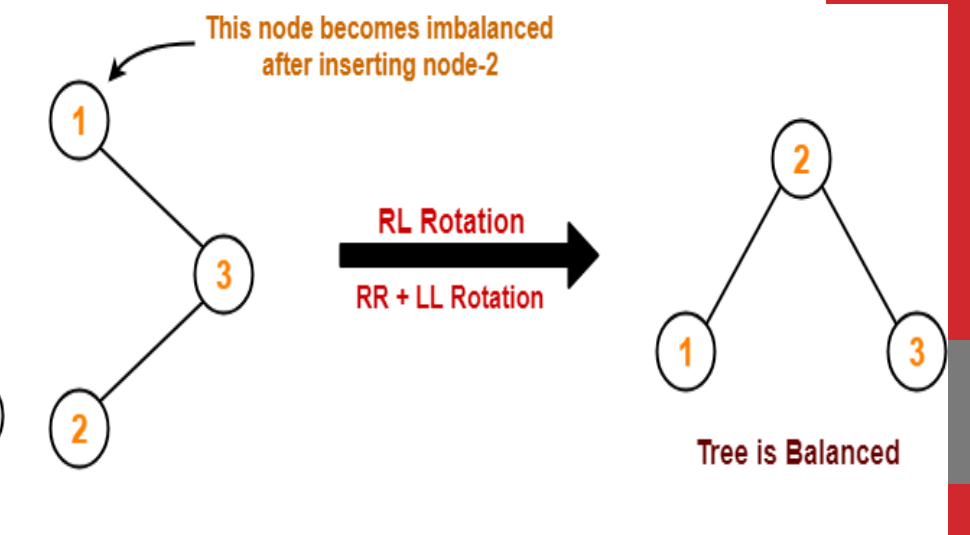 This node becomes imbalanced
after inserting node-2
1
3
2
RL Rotation
RR + LL Rotation
2
1
3
Tree is Balanced